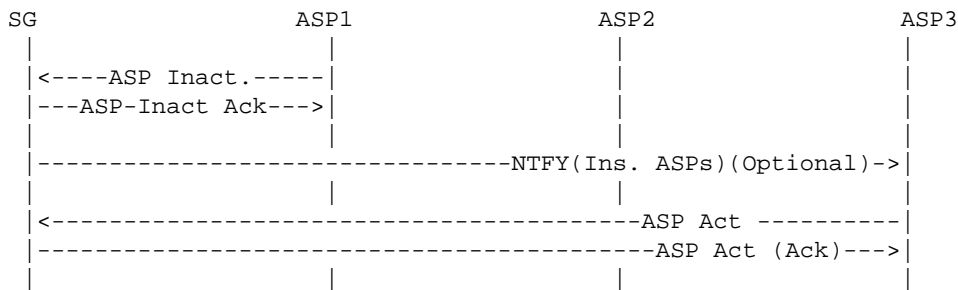 SG ASP1 ASP2 ASP3
<----ASP Inact.-----
---ASP-Inact Ack--->
---------------------------------NTFY(Ins. ASPs)(Optional)->
<-----------------------------------------ASP Act ----------
-------------------------------------------ASP Act (Ack)--->